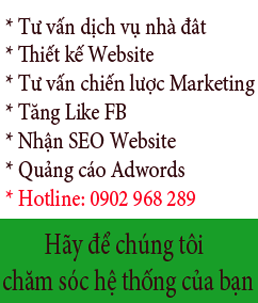 * Tư vấn dịch vụ nhà đât
* Thiết kế Website
* Tư vấn chiến lược Marketing
* Tăng Like FB
* Nhận SEO Website
* Quảng cáo Adwords
* Hotline: 0902 968 289
Hãy để chúng tôi
chăm sóc hệ thống của bạn